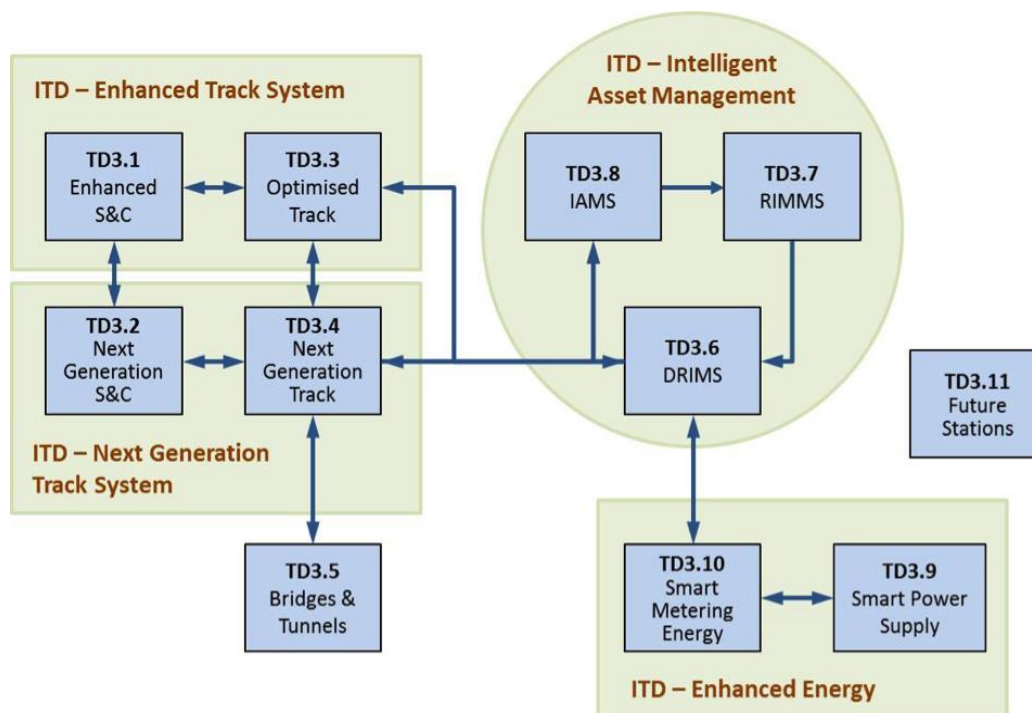 ITD – Enhanced Track System
TD3.1
Enhanced
S&C
TD3.3
Optimised
Track
TD3.2
Next
Generation
S&C
TD3.4
Next
Generation
Track
ITD – Next Generation
Track System
TD3.5
Bridges &
Tunnels
ITD – Intelligent
Asset Management
TD3.8
IAMS
TD3.7
RIMMS
TD3.6
DRIMS
TD3.11
Future
Stations
TD3.10
Smart
Metering
Energy
TD3.9
Smart Power
Supply
ITD – Enhanced Energy